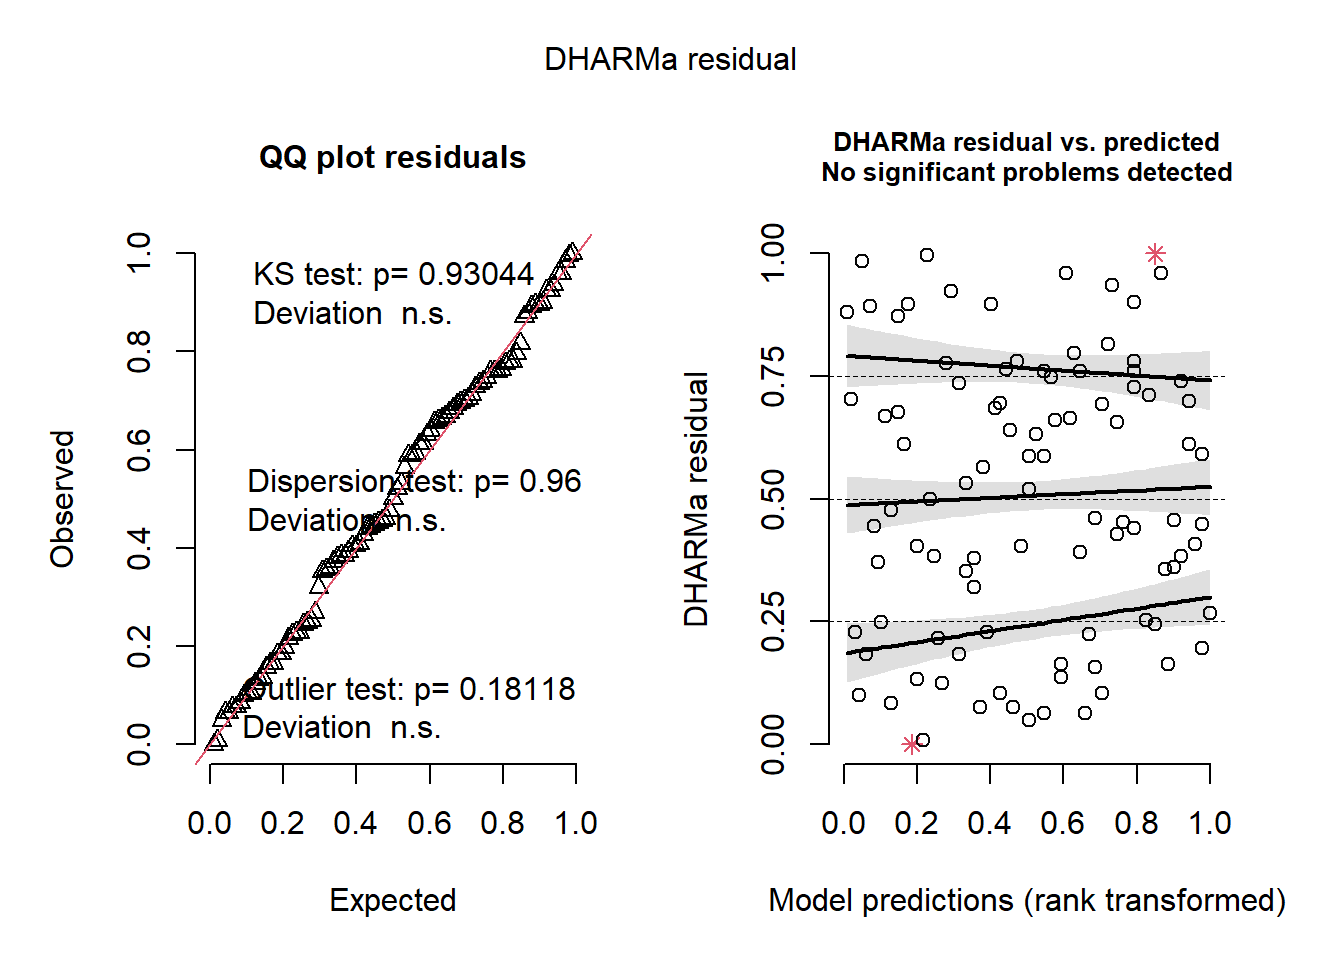 DHARMa residual
QQ plot residuals
KS test: p= 0.93044
Deviation  n.s.
Dispersion test: p= 0.96
Deviation  n.s.
Outlier test: p= 0.18118
Deviation  n.s.
Observed
0.0
0.2
0.4
0.6
0.8
1.0
0.0 0.2 0.4 0.6 0.8 1.0
Expected
DHARMa residual vs. predicted
No significant problems detected
DHARMa residual
0.00
0.25
0.50
0.75
1.00
0.0 0.2 0.4 0.6 0.8 1.0
Model predictions (rank transformed)